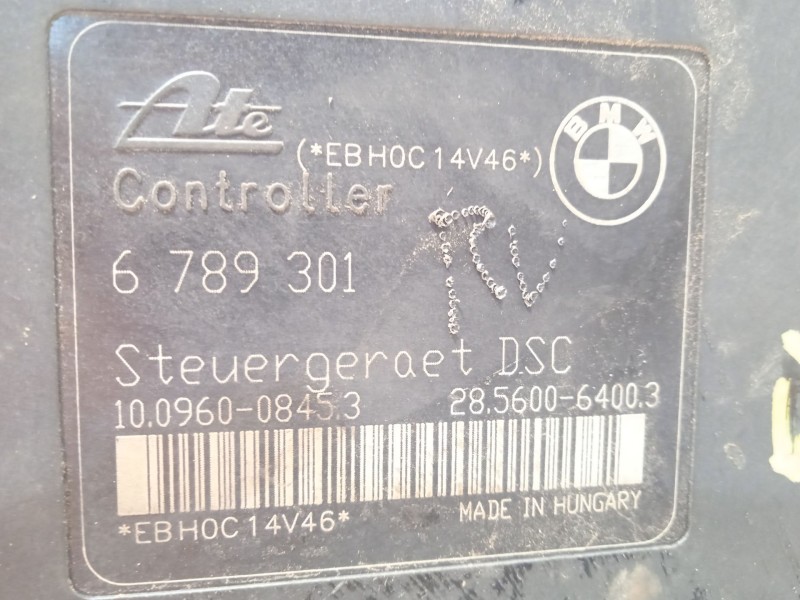 Ate
(*EBH0C14V46*)
BMW
Controller
6 789 301
RV
Steuergeraet DSC
10.0960-0845.3 28.5600-6400.3
*EBH0C14V46*
MADE IN HUNGARY